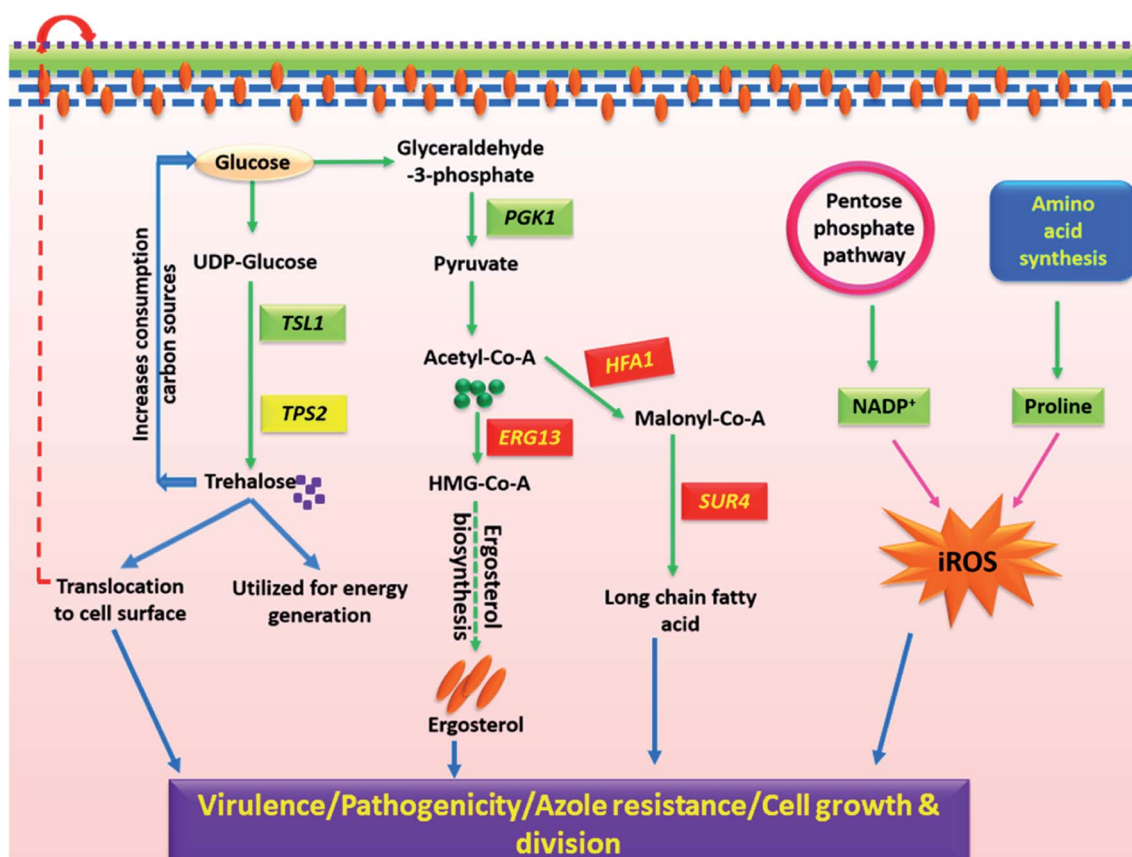 Glucose
Glyceraldehyde
-3-phosphate
PGK1
Pyruvate
UDP-Glucose
TSL1
TPS2
Increases consumption
carbon sources
Trehalose
Acetyl-Co-A
HFA1
Malonyl-Co-A
ERG13
HMG-Co-A
SUR4
Ergosterol
biosynthesis
Translocation
to cell surface
Utilized for energy
generation
Long chain fatty
acid
Ergosterol
Pentose
phosphate
pathway
Amino
acid
synthesis
NADP⁺
Proline
iROS
Virulence/Pathogenicity/Azole resistance/Cell growth &
division